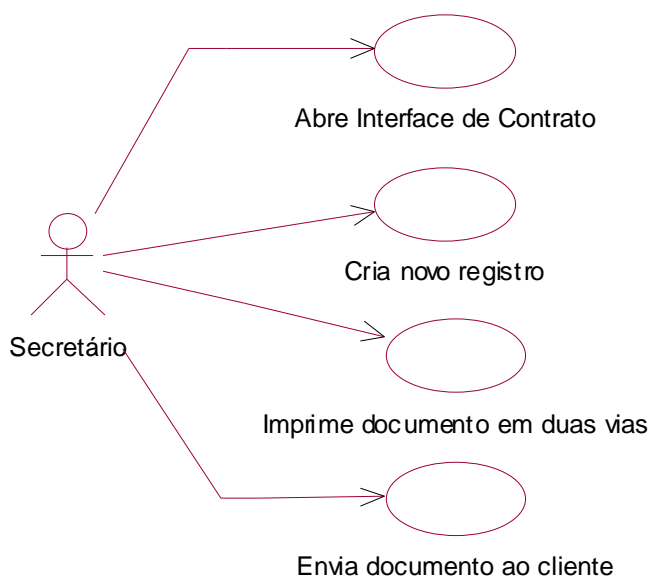 Abre Interface de Contrato
Cria novo registro
Secretário
Imprime documento em duas vias
Envia documento ao cliente